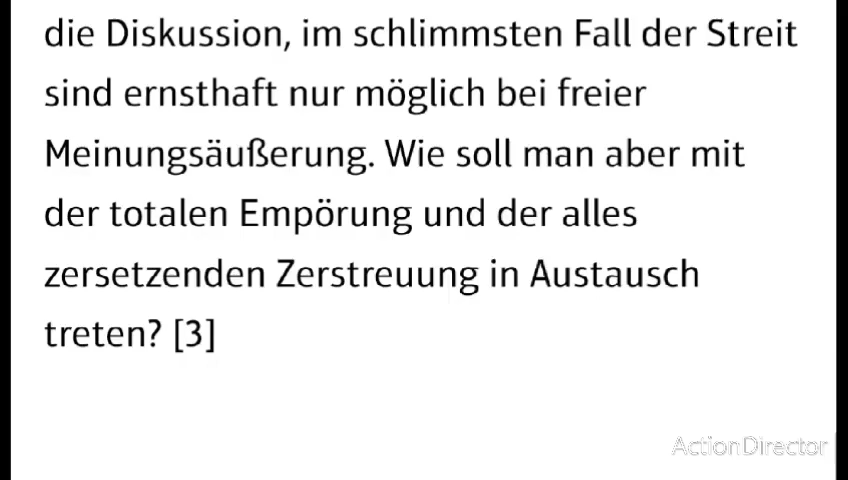 die Diskussion, im schlimmsten Fall der Streit
sind ernsthaft nur möglich bei freier
Meinungsäußerung. Wie soll man aber mit
der totalen Empörung und der alles
zersetzenden Zerstreuung in Austausch
treten? [3]
ActionDirector